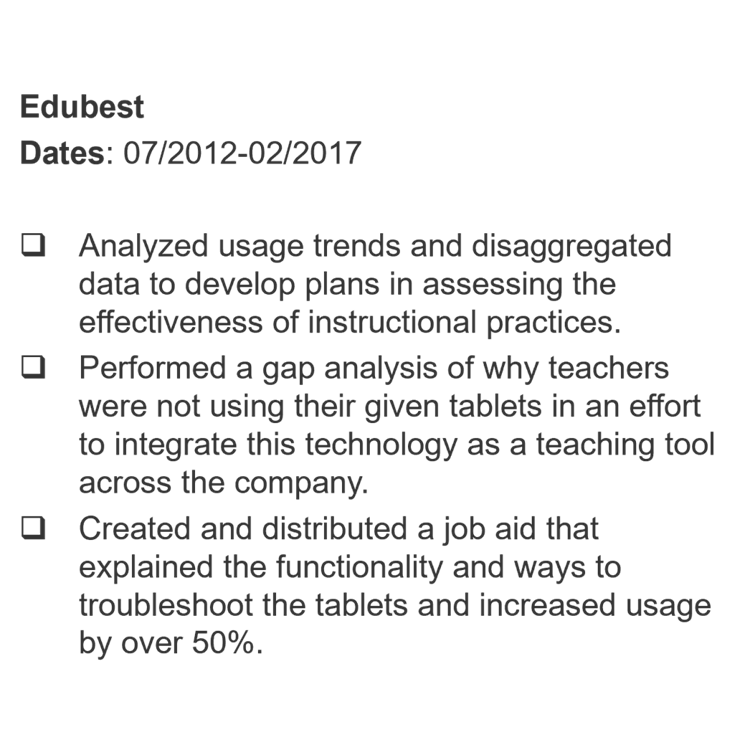 Edubest
Dates: 07/2012-02/2017
❑ Analyzed usage trends and disaggregated
data to develop plans in assessing the
effectiveness of instructional practices.
❑ Performed a gap analysis of why teachers
were not using their given tablets in an effort
to integrate this technology as a teaching tool
across the company.
❑ Created and distributed a job aid that
explained the functionality and ways to
troubleshoot the tablets and increased usage
by over 50%.